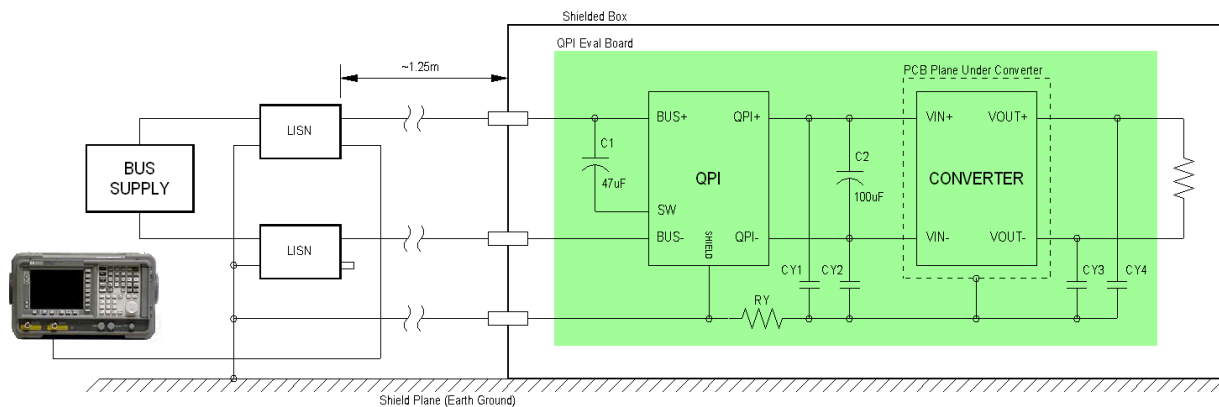 Shielded Box
QPI Eval Board
~1.25m
PCB Plane Under Converter
LISN
BUS+
QPI+
VIN+
VOUT+
C1
C2
BUS
SUPPLY
47uF
QPI
100uF
CONVERTER
SW
LISN
BUS-
SHIELD
QPI-
VIN-
VOUT-
CY1
CY2
CY3
CY4
RY
Shield Plane (Earth Ground)